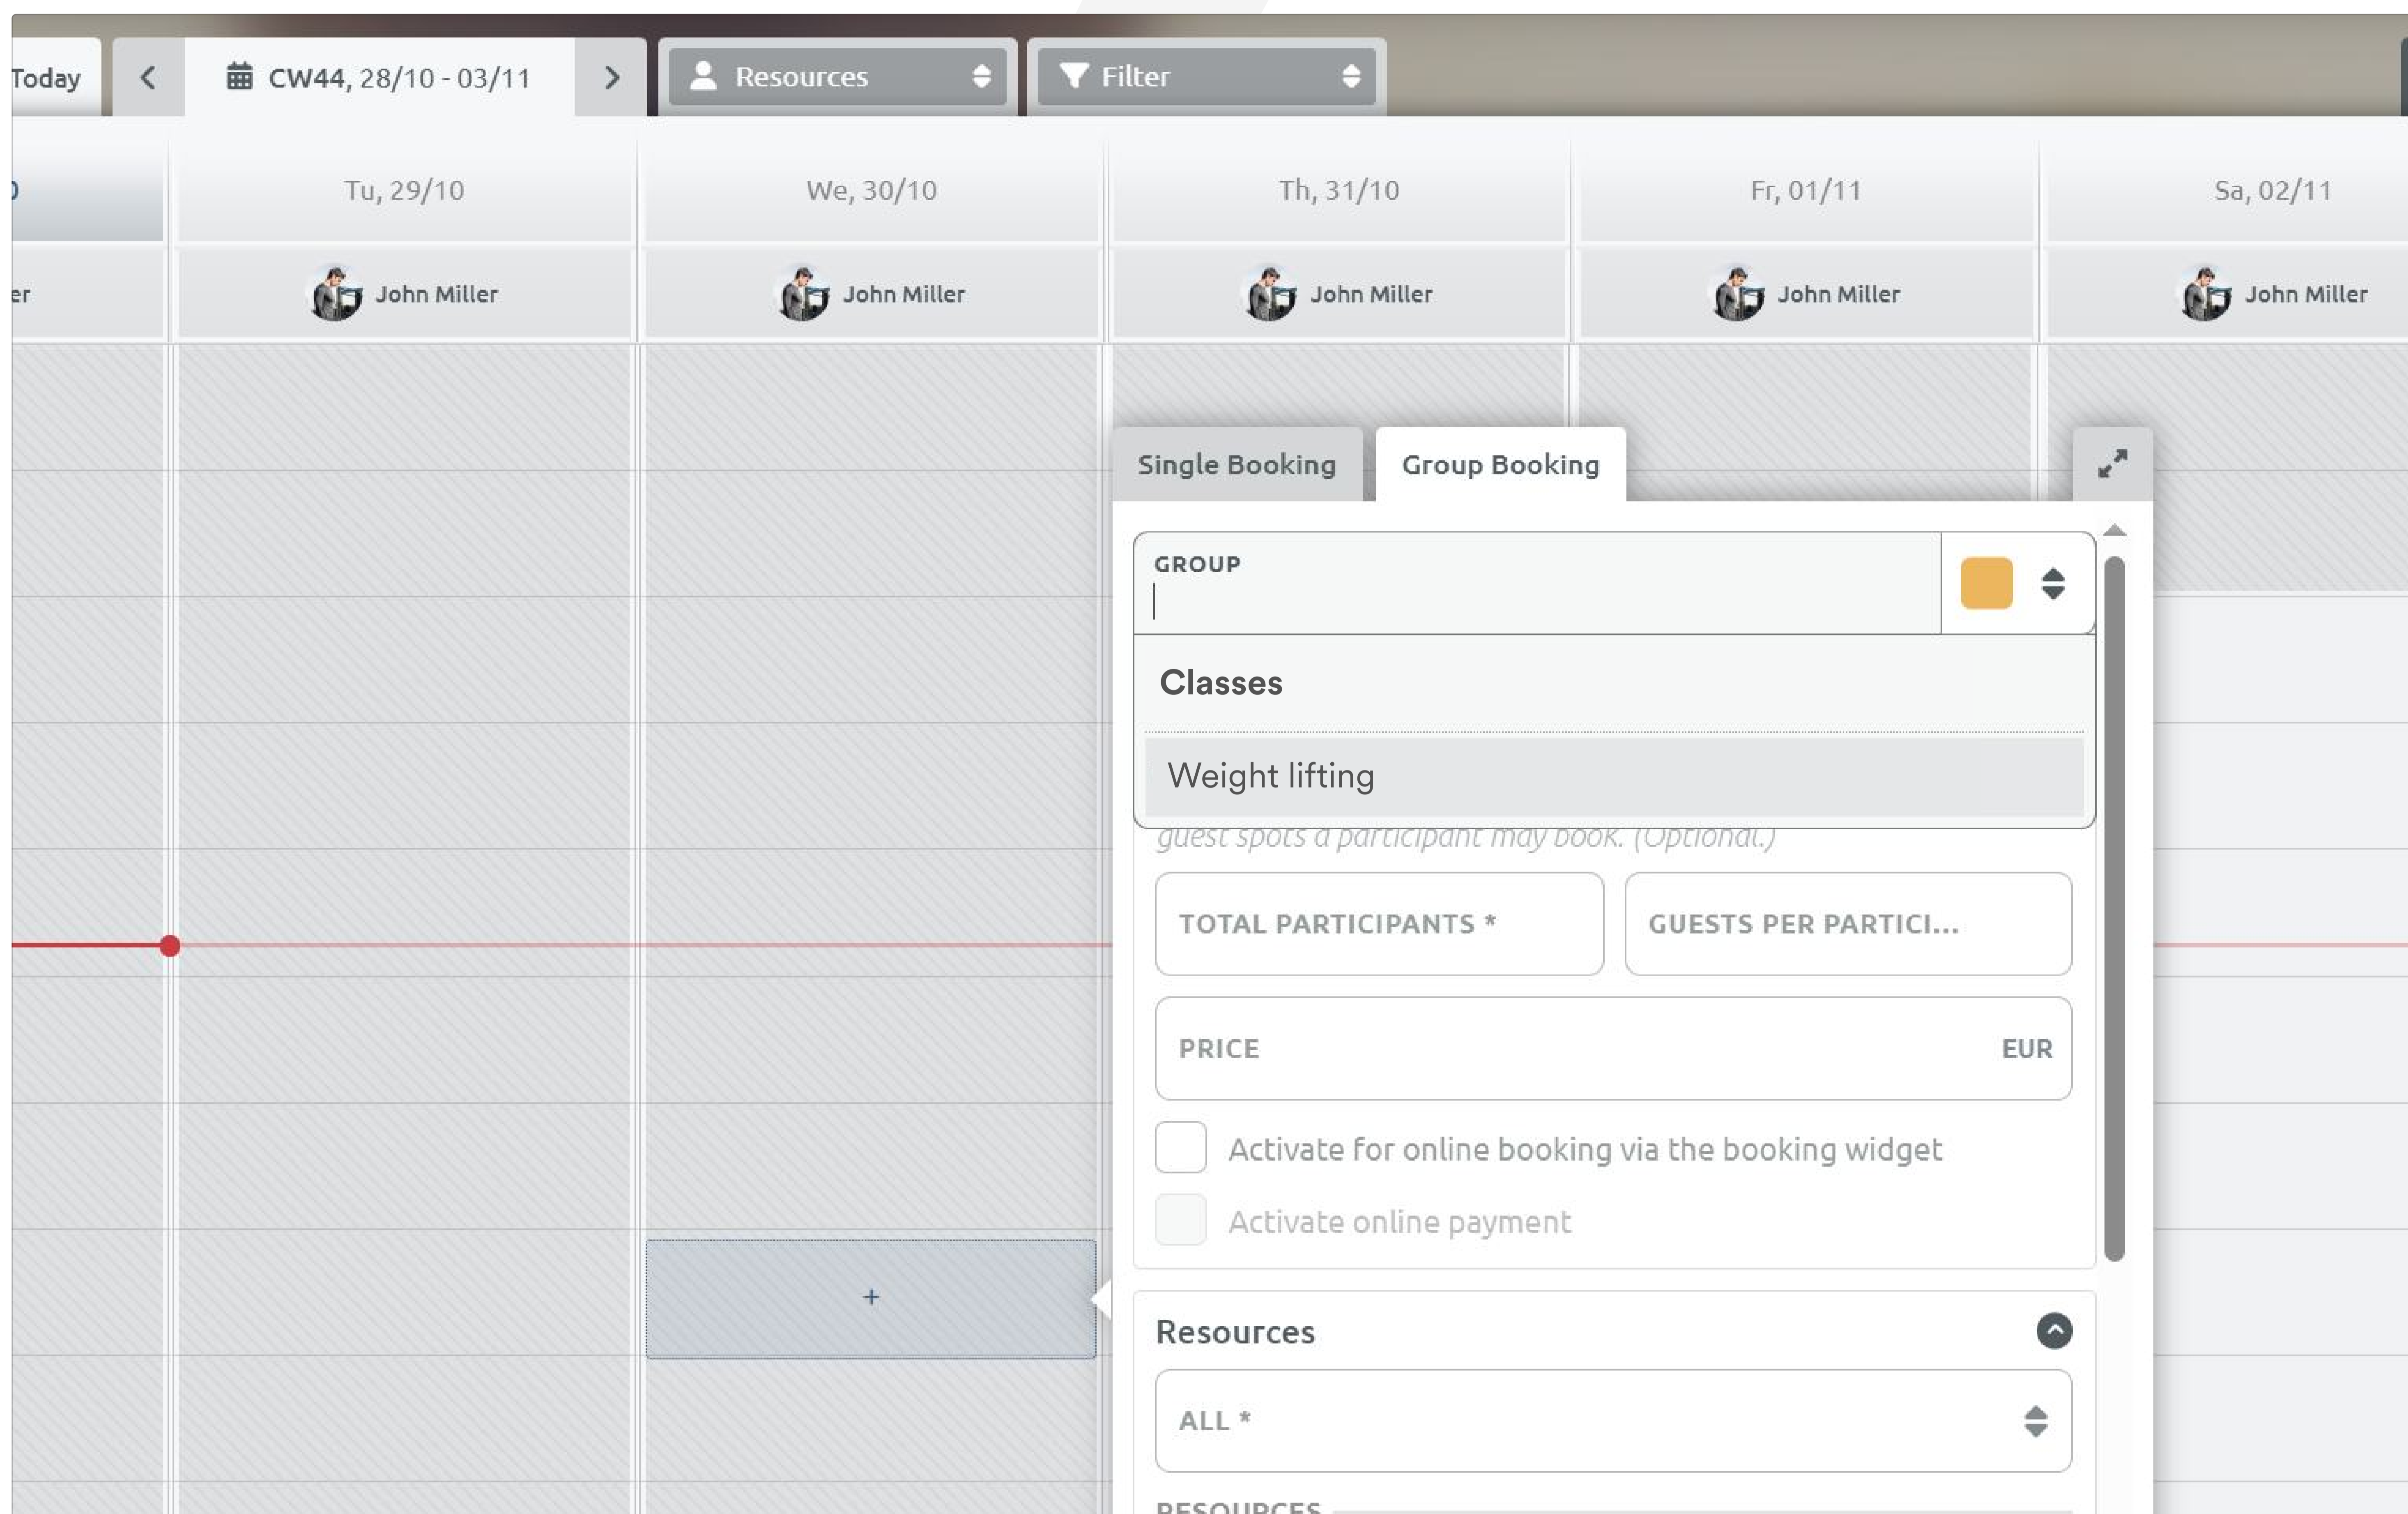 Today
CW44, 28/10 - 03/11
Resources
Filter
Tu, 29/10
We, 30/10
Th, 31/10
Fr, 01/11
Sa, 02/11
er
John Miller
John Miller
John Miller
John Miller
John Miller
Single Booking
Group Booking
GROUP
Classes
Weight lifting
guest spots a participant may book. (Optional.)
TOTAL PARTICIPANTS *
GUESTS PER PARTICI...
PRICE
EUR
Activate for online booking via the booking widget
Activate online payment
+
Resources
ALL *
RESOURCES